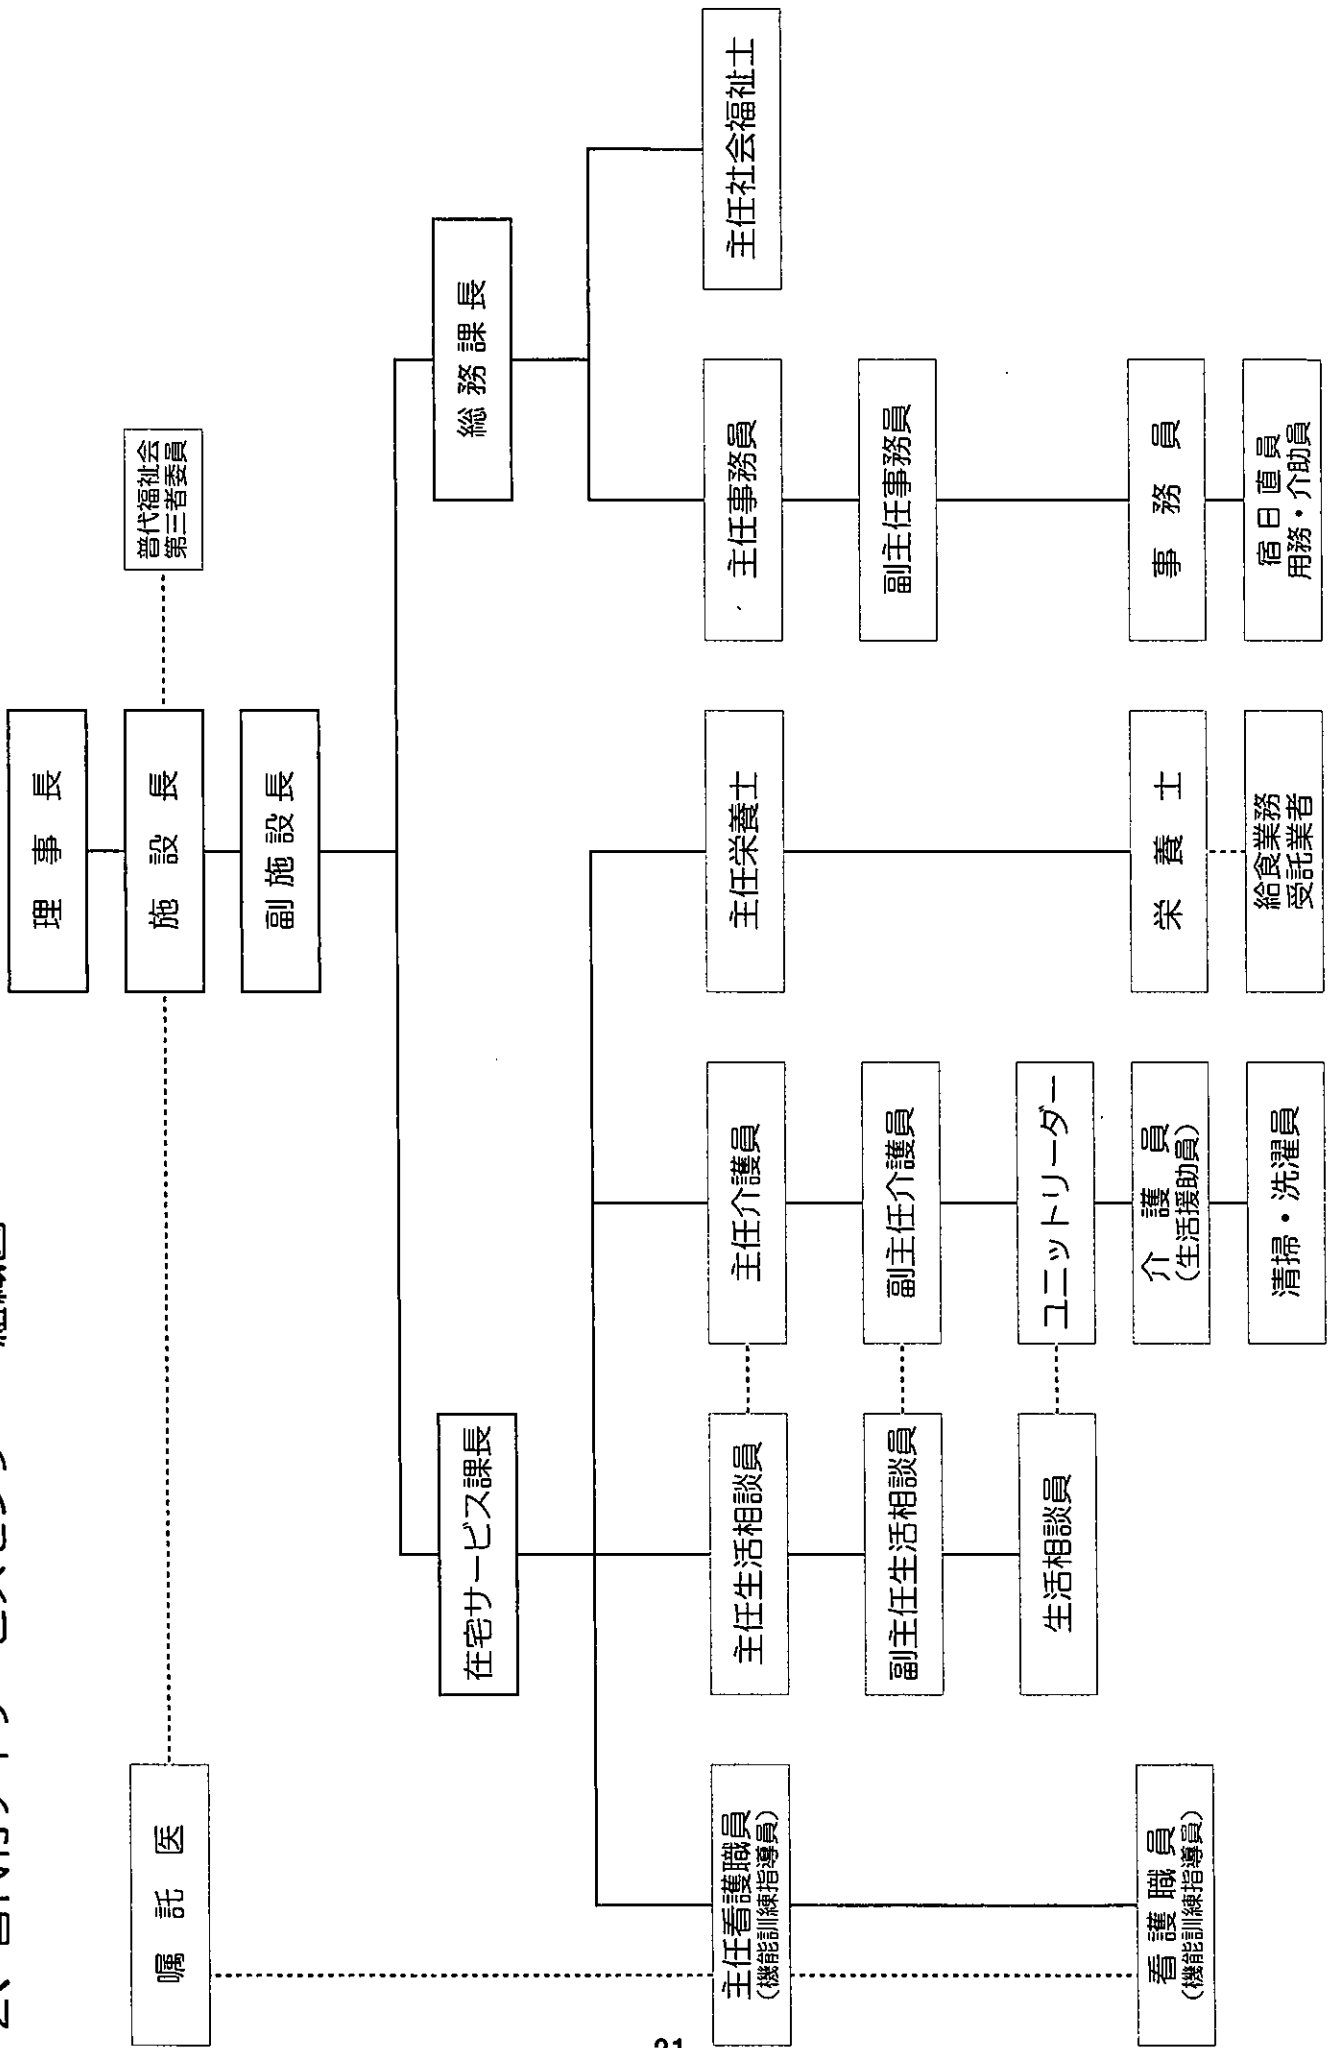 理事長
施設長
普代福祉会
第三者委員
嘱託医
副施設長
在宅サービス課長
総務課長
主任看護職員
（機能訓練指導員）
主任生活相談員
主任介護員
主任栄養士
主任事務員
主任社会福祉士
副主任生活相談員
副主任介護員
副主任事務員
生活相談員
ユニットリーダー
看護職員
（機能訓練指導員）
介護員
（生活援助員）
栄養士
事務員
清掃・洗濯員
給食業務
受託業者
宿日直員
用務・介助員